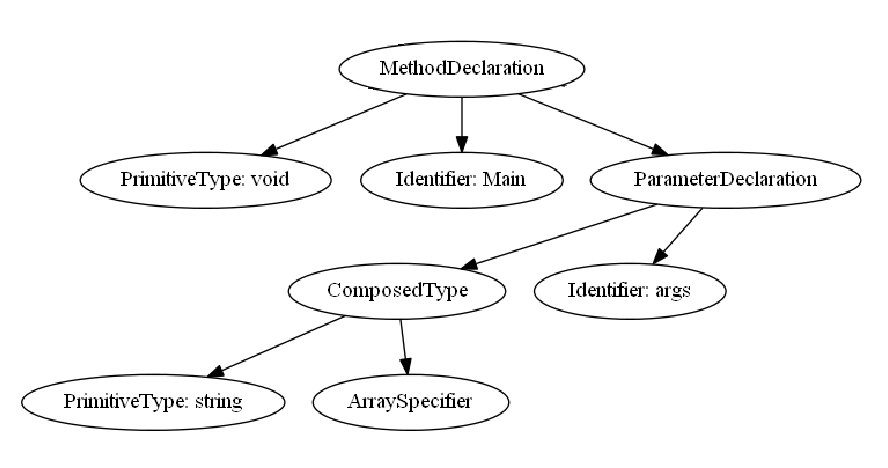 MethodDeclaration
PrimitiveType: void
Identifier: Main
ParameterDeclaration
ComposedType
Identifier: args
PrimitiveType: string
ArraySpecifier